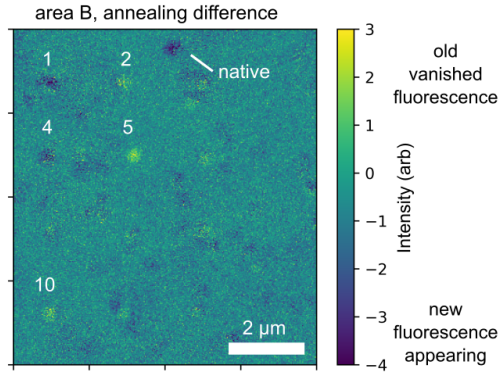 area B, annealing difference
1
2
native
4
5
10
2 μm
3
2
1
0
−1
−2
−3
−4
Intensity (arb)
old
vanished
fluorescence
new
fluorescence
appearing